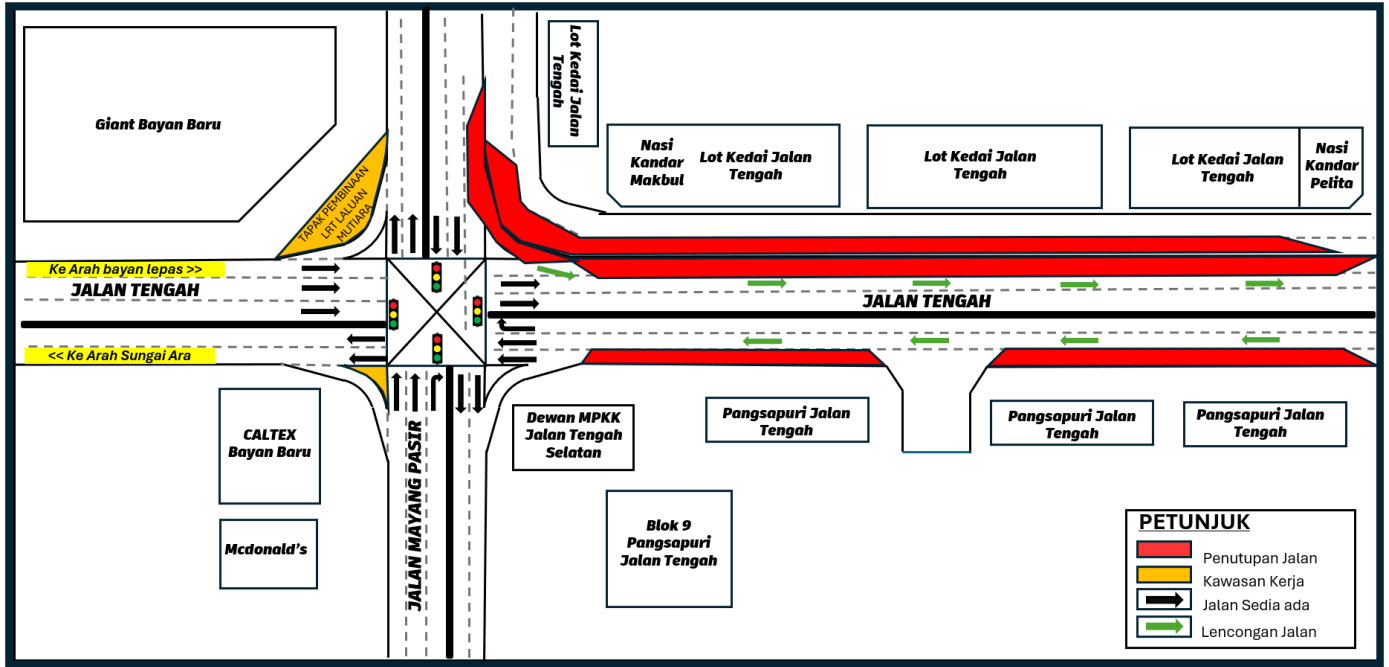 Giant Bayan Baru
TAPAK PEMBINAAN
LRT LALUAN
MUTIARA
Lot Kedai Jalan
Tengah
Nasi
Kandar
Makbul
Lot Kedai Jalan
Tengah
Lot Kedai Jalan
Tengah
Lot Kedai Jalan
Tengah
Nasi
Kandar
Pelita
Ke Arah bayan lepas >>
JALAN TENGAH
JALAN TENGAH
<< Ke Arah Sungai Ara
CALTEX
Bayan Baru
Mcdonald's
JALAN MAYANG PASIR
Dewan MPKK
Jalan Tengah
Selatan
Pangsapuri Jalan
Tengah
Pangsapuri Jalan
Tengah
Pangsapuri Jalan
Tengah
Blok 9
Pangsapuri
Jalan Tengah
PETUNJUK
Penutupan Jalan
Kawasan Kerja
Jalan Sedia ada
Lencongan Jalan